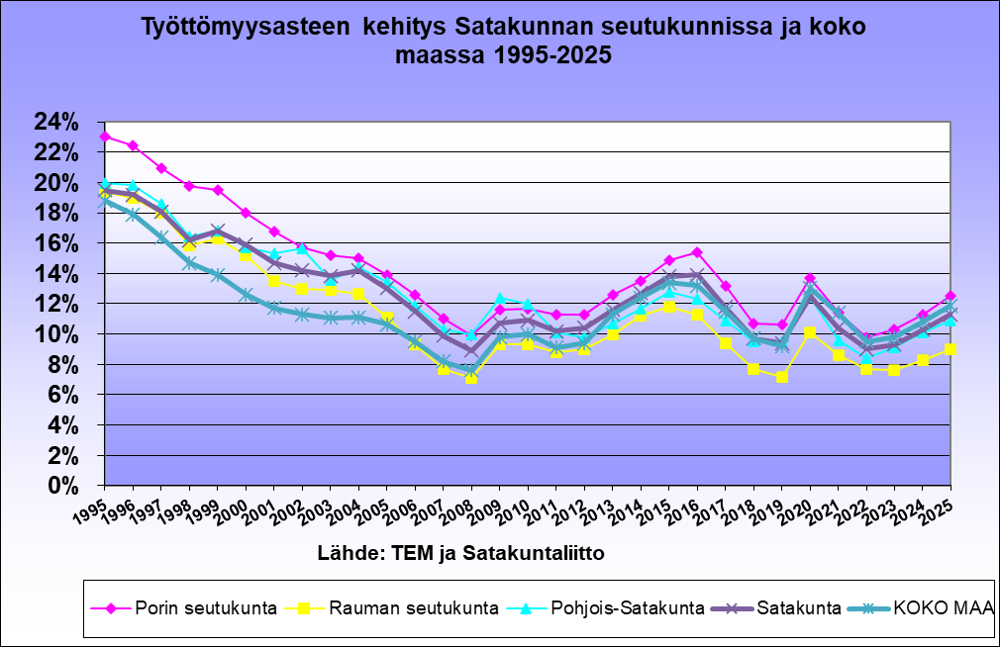 Työttömyysasteen kehitys Satakunnan seutukunnissa ja koko
maassa 1995-2025
24%
22%
20%
18%
16%
14%
12%
10%
8%
6%
4%
2%
0%
1995 1996 1997 1998 1999 2000 2001 2002 2003 2004 2005 2006 2007 2008 2009 2010 2011 2012 2013 2014 2015 2016 2017 2018 2019 2020 2021 2022 2023 2024 2025
Lähde: TEM ja Satakuntaliitto
Porin seutukunta Rauman seutukunta Pohjois-Satakunta Satakunta KOKO MAA